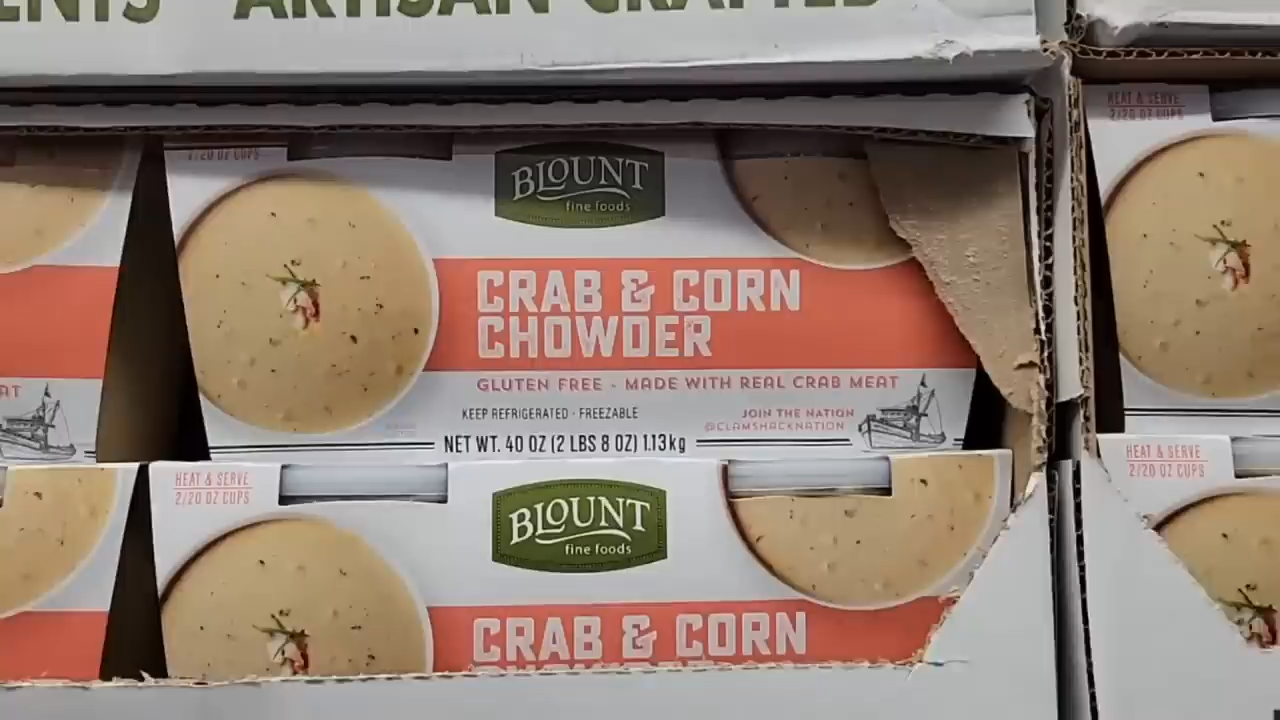 ENTS ARTISAN CRAFTED
2/20 OZ CUPS
BLOUNT
fine foods
CRAB & CORN
CHOWDER
GLUTEN FREE - MADE WITH REAL CRAB MEAT
KEEP REFRIGERATED · FREEZABLE
JOIN THE NATION
@CLAMSHACKNATION
NET WT. 40 OZ (2 LBS 8 OZ) 1.13kg
AT
HEAT & SERVE
2/20 OZ CUPS
HEAT & SERVE
2/20 OZ CUPS
BLOUNT
fine foods
CRAB & CORN
CHOWDER
HEAT & SERVE
2/20 OZ CUPS